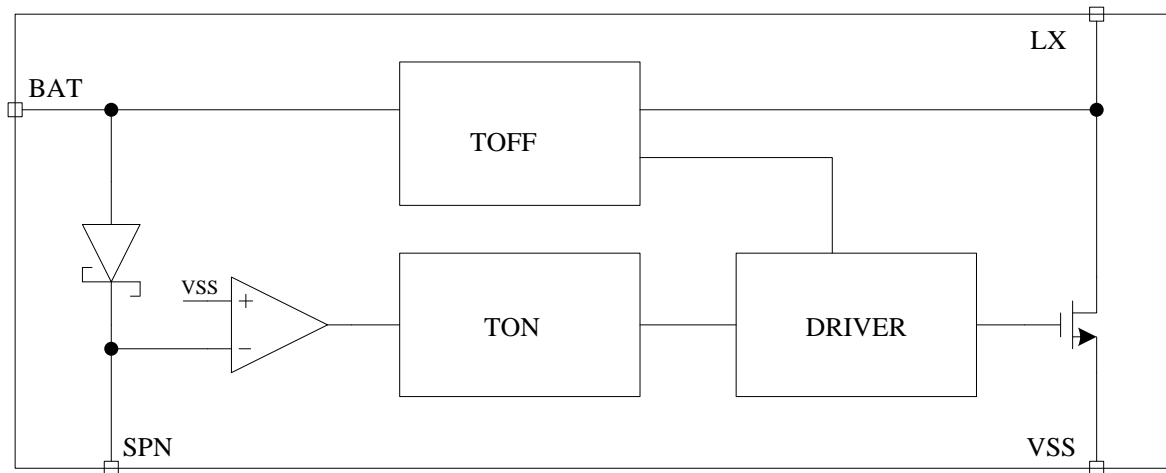 LX
BAT
TOFF
VSS
+
TON
DRIVER
−
SPN
VSS